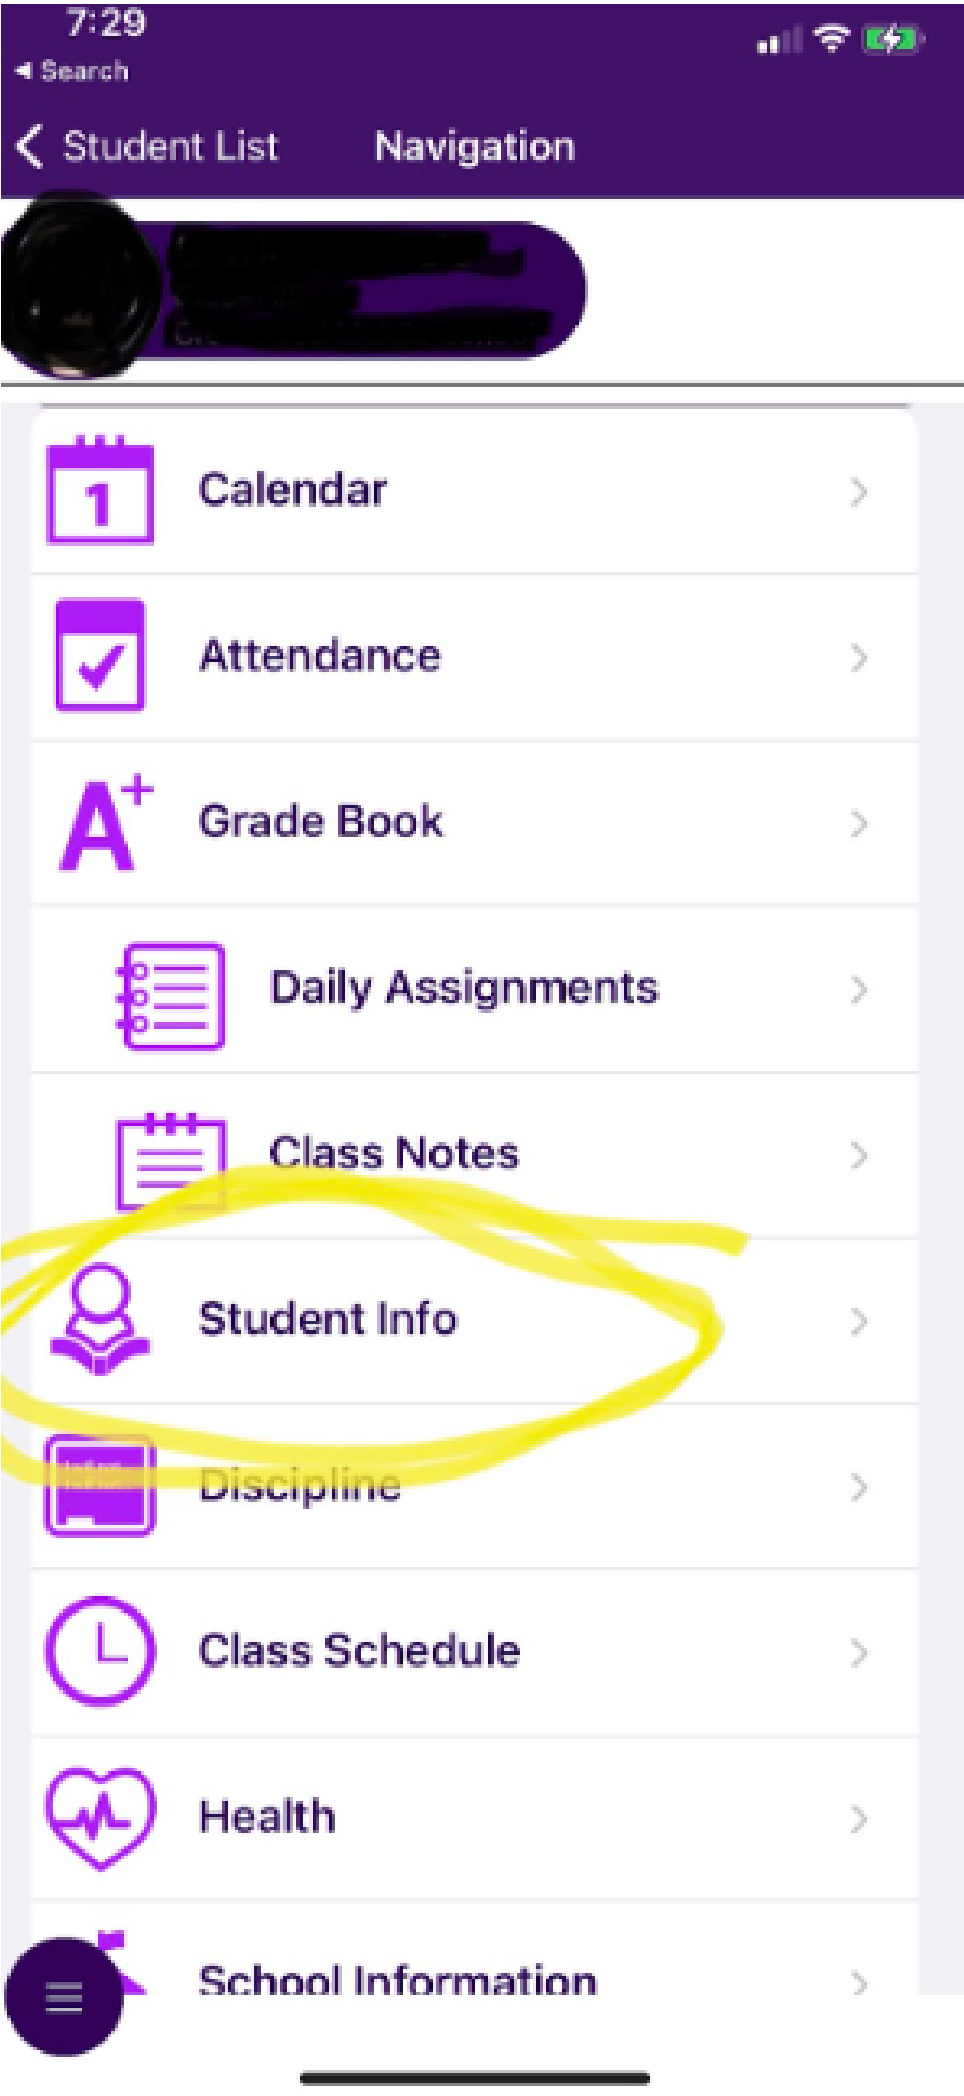 7:29
◀ Search
Student List Navigation
1 Calendar
Attendance
A+ Grade Book
Daily Assignments
Class Notes
Student Info
Discipline
Class Schedule
Health
School Information